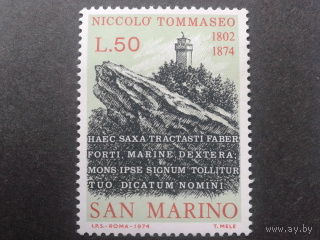 NICCOLO' TOMMASEO
L.50
1802
1874
HAEC SAXA TRACTASTI FABER
FORTI, MARINE, DEXTERA;
MONS IPSE SIGNUM TOLLITUR
TUO DICATUM NOMINI
SAN MARINO
I.P.S. - ROMA - 1974 T. MELE
ay.by